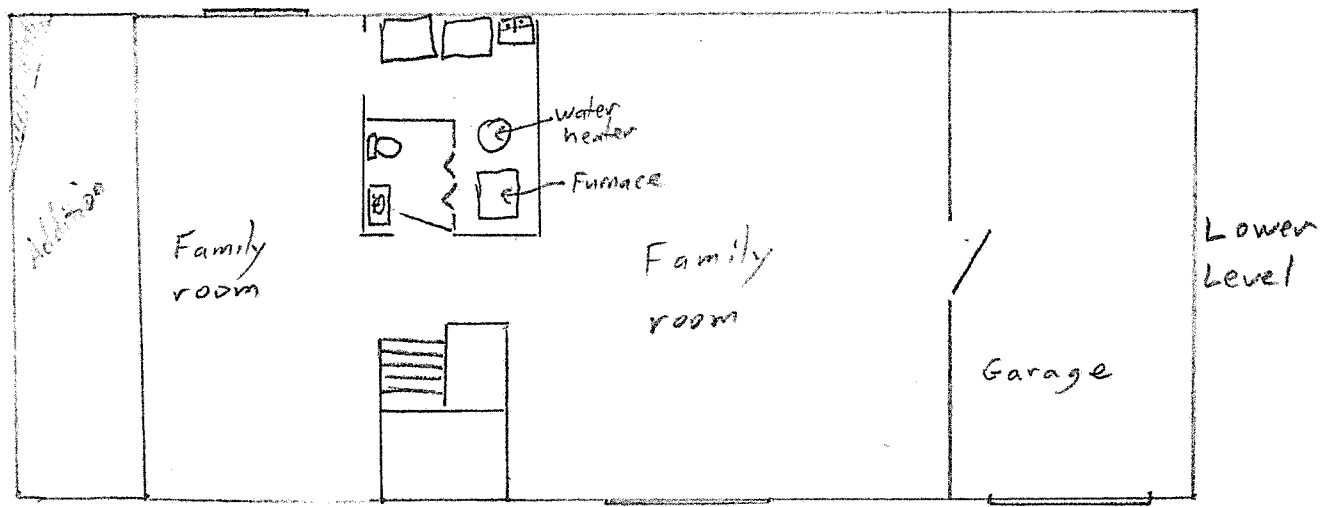 water
heater
Furnace
Addition
Family
room
Family
room
Lower
Level
Garage